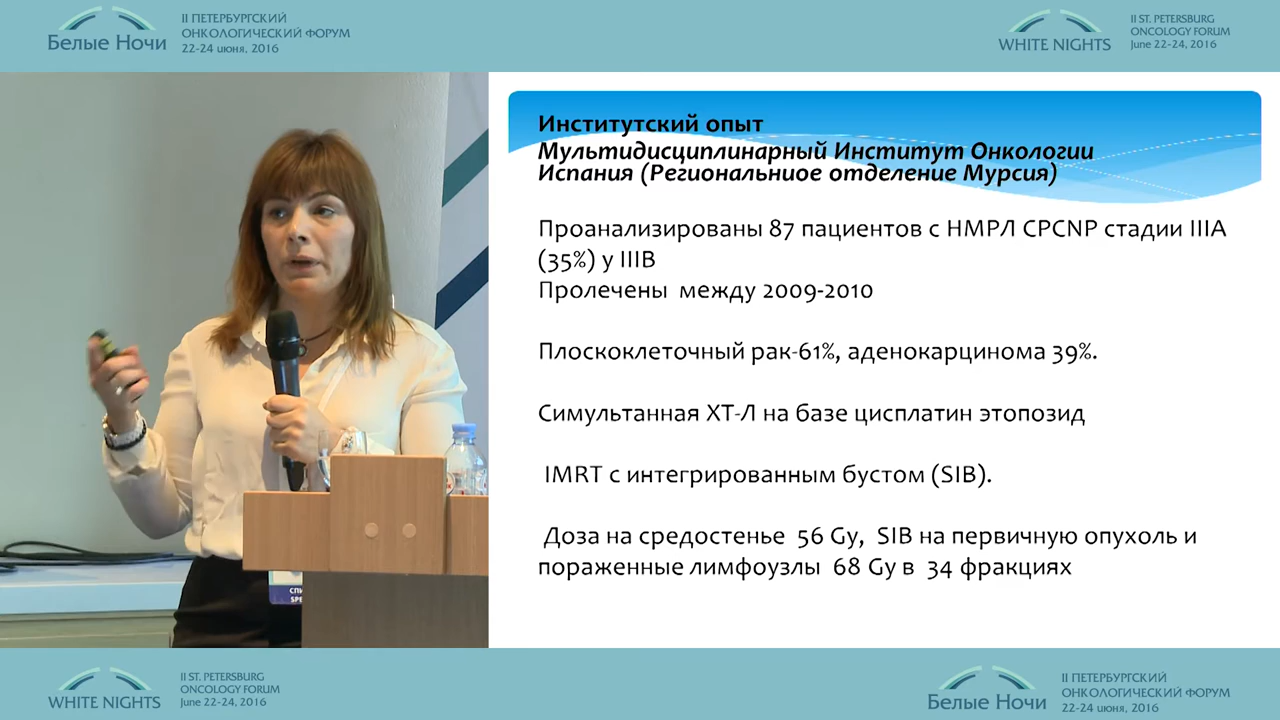 Белые Ночи
II ПЕТЕРБУРГСКИЙ
ОНКОЛОГИЧЕСКИЙ ФОРУМ
22-24 июня, 2016
WHITE NIGHTS
II ST. PETERSBURG
ONCOLOGY FORUM
June 22-24, 2016
Институтский опыт
Мультидисциплинарный Институт Онкологии
Испания (Региональниое отделение Мурсия)
Проанализированы 87 пациентов с НМРЛ CPCNP стадии IIIA
(35%) у IIIB
Пролечены между 2009-2010
Плоскоклеточный рак-61%, аденокарцинома 39%.
Симультанная ХТ-Л на базе цисплатин этопозид
IMRT с интегрированным бустом (SIB).
Доза на средостенье 56 Gy, SIB на первичную опухоль и
пораженные лимфоузлы 68 Gy в 34 фракциях
WHITE NIGHTS
II ST. PETERSBURG
ONCOLOGY FORUM
June 22-24, 2016
Белые Ночи
II ПЕТЕРБУРГСКИЙ
ОНКОЛОГИЧЕСКИЙ ФОРУМ
22-24 июня, 2016